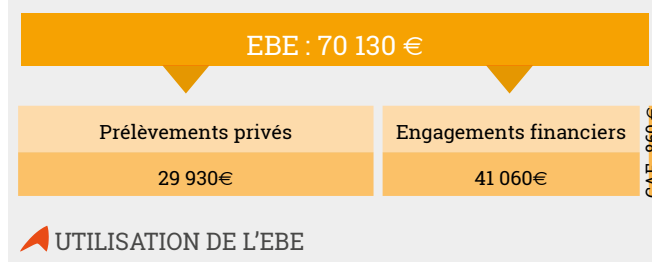 EBE : 70 130 €
Prélèvements privés
Engagements financiers
29 930€
41 060€
UTILISATION DE L’EBE